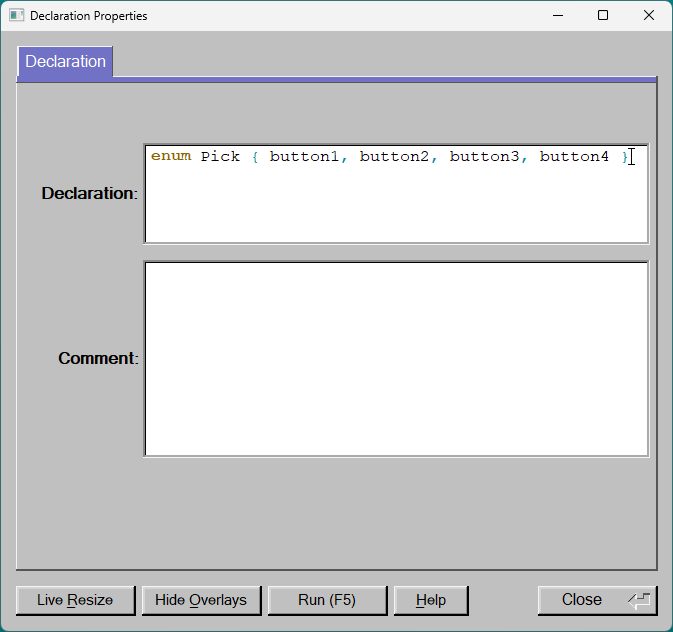 Declaration Properties
Declaration
Declaration:
enum Pick { button1, button2, button3, button4 }
Comment:
Live Resize
Hide Overlays
Run (F5)
Help
Close